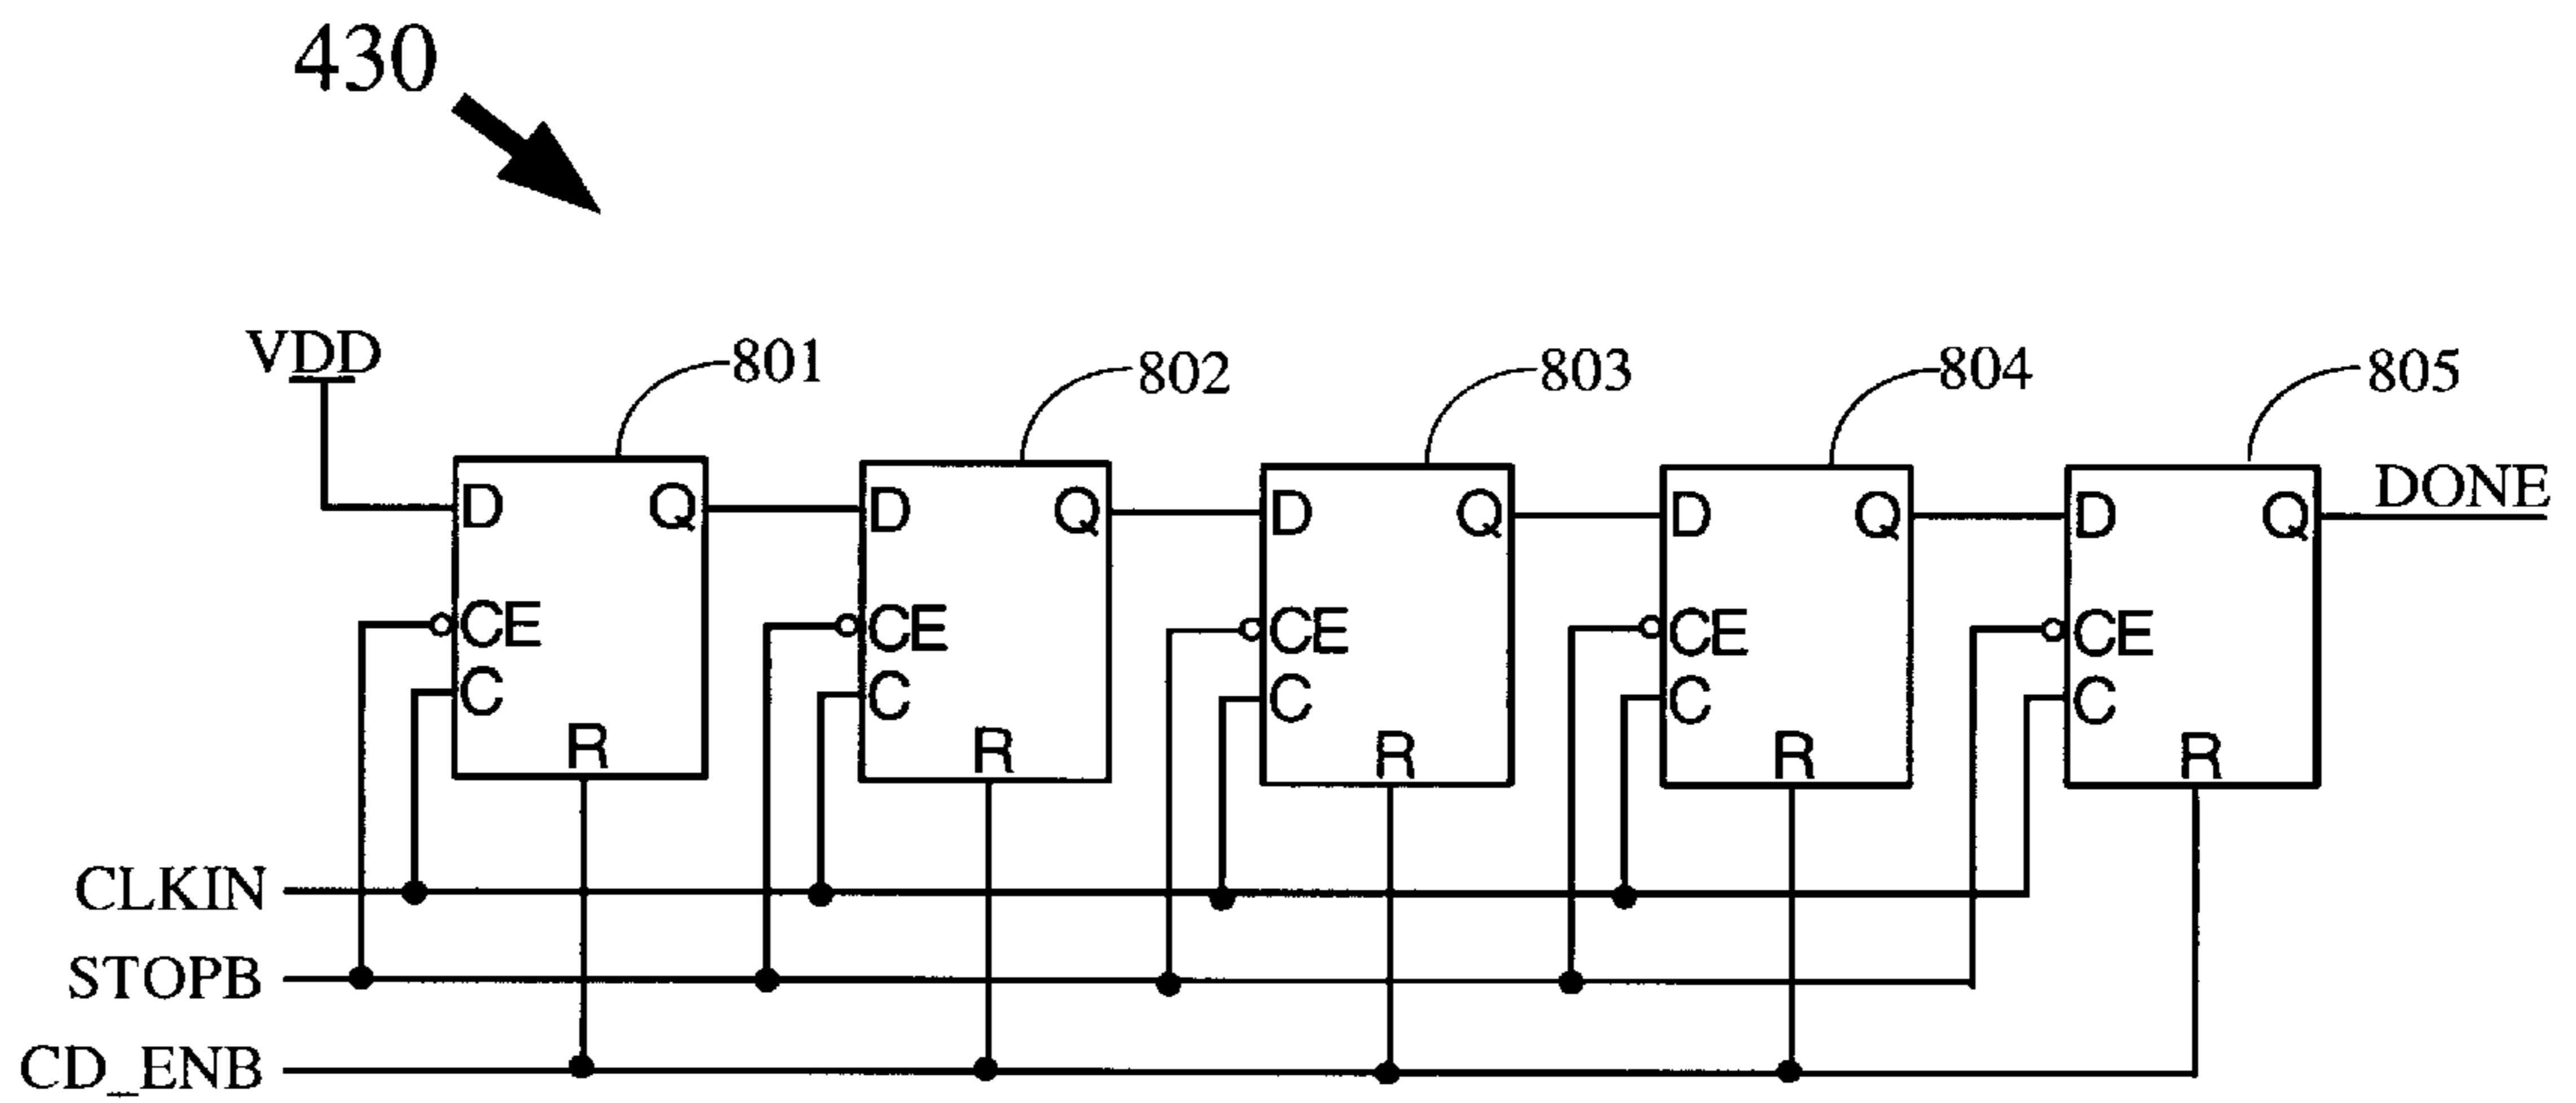 430
VDD 801 802 803 804 805 DONE
D Q D Q D Q D Q D Q
CE CE CE CE CE
C C C C C
R R R R R
CLKIN
STOPB
CD_ENB